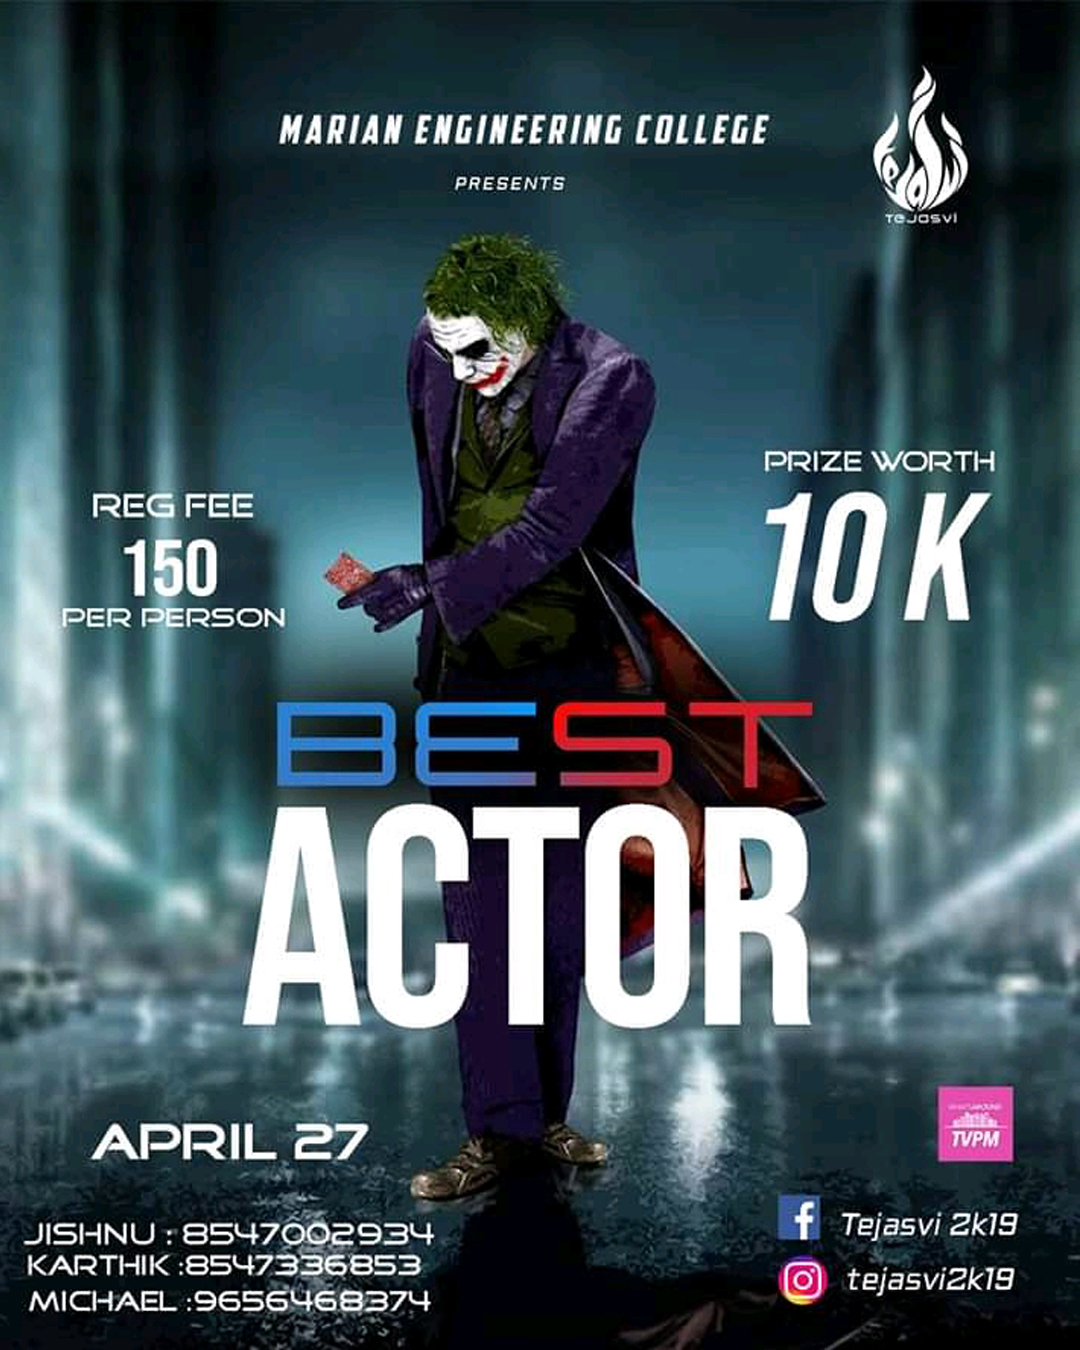 MARIAN ENGINEERING COLLEGE
PRESENTS
TEJASVI
PRIZE WORTH
10 K
REG FEE
150
PER PERSON
BEST
ACTOR
APRIL 27
TVPM
JISHNU : 8547002934
KARTHIK :8547336853
MICHAEL :9656468374
Tejasvi 2k19
tejasvi2k19